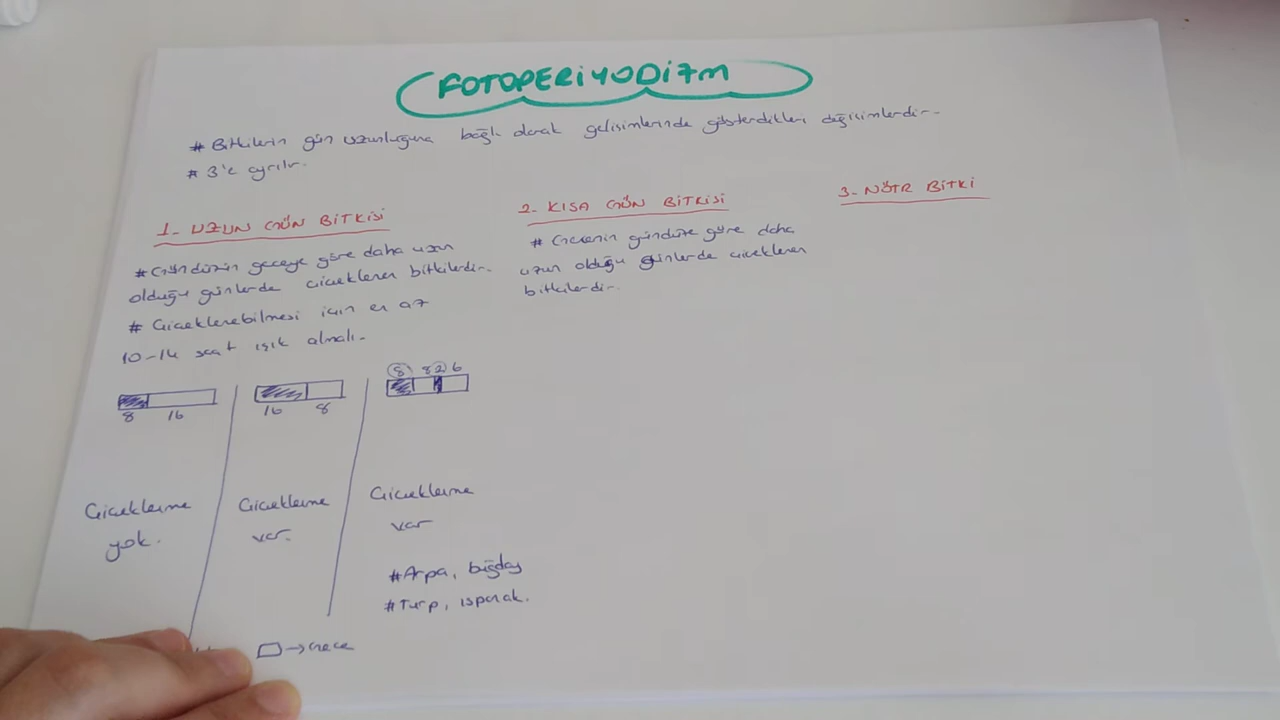 FOTOPERİYODİZM
# Bitkilerin gün uzunluğuna bağlı olarak gelişimlerinde gösterdikleri değişimlerdir.
# 3'e ayrılır.
1- UZUN GÜN BİTKİSİ
# Gündüzün geceye göre daha uzun
olduğu günlerde çiçeklenen bitkilerdir.
# Çiçeklenebilmesi için en az
10-14 saat ışık almalı.
8 16
16 8
8 8 2 6
Çiçeklenme
yok.
Çiçeklenme
var.
Çiçeklenme
var
# Arpa, buğday
# Turp, ıspanak.
→ Gece
2- KISA GÜN BİTKİSİ
# Gecenin gündüze göre daha
uzun olduğu günlerde çiçeklenen
bitkilerdir.
3- NÖTR BİTKİ